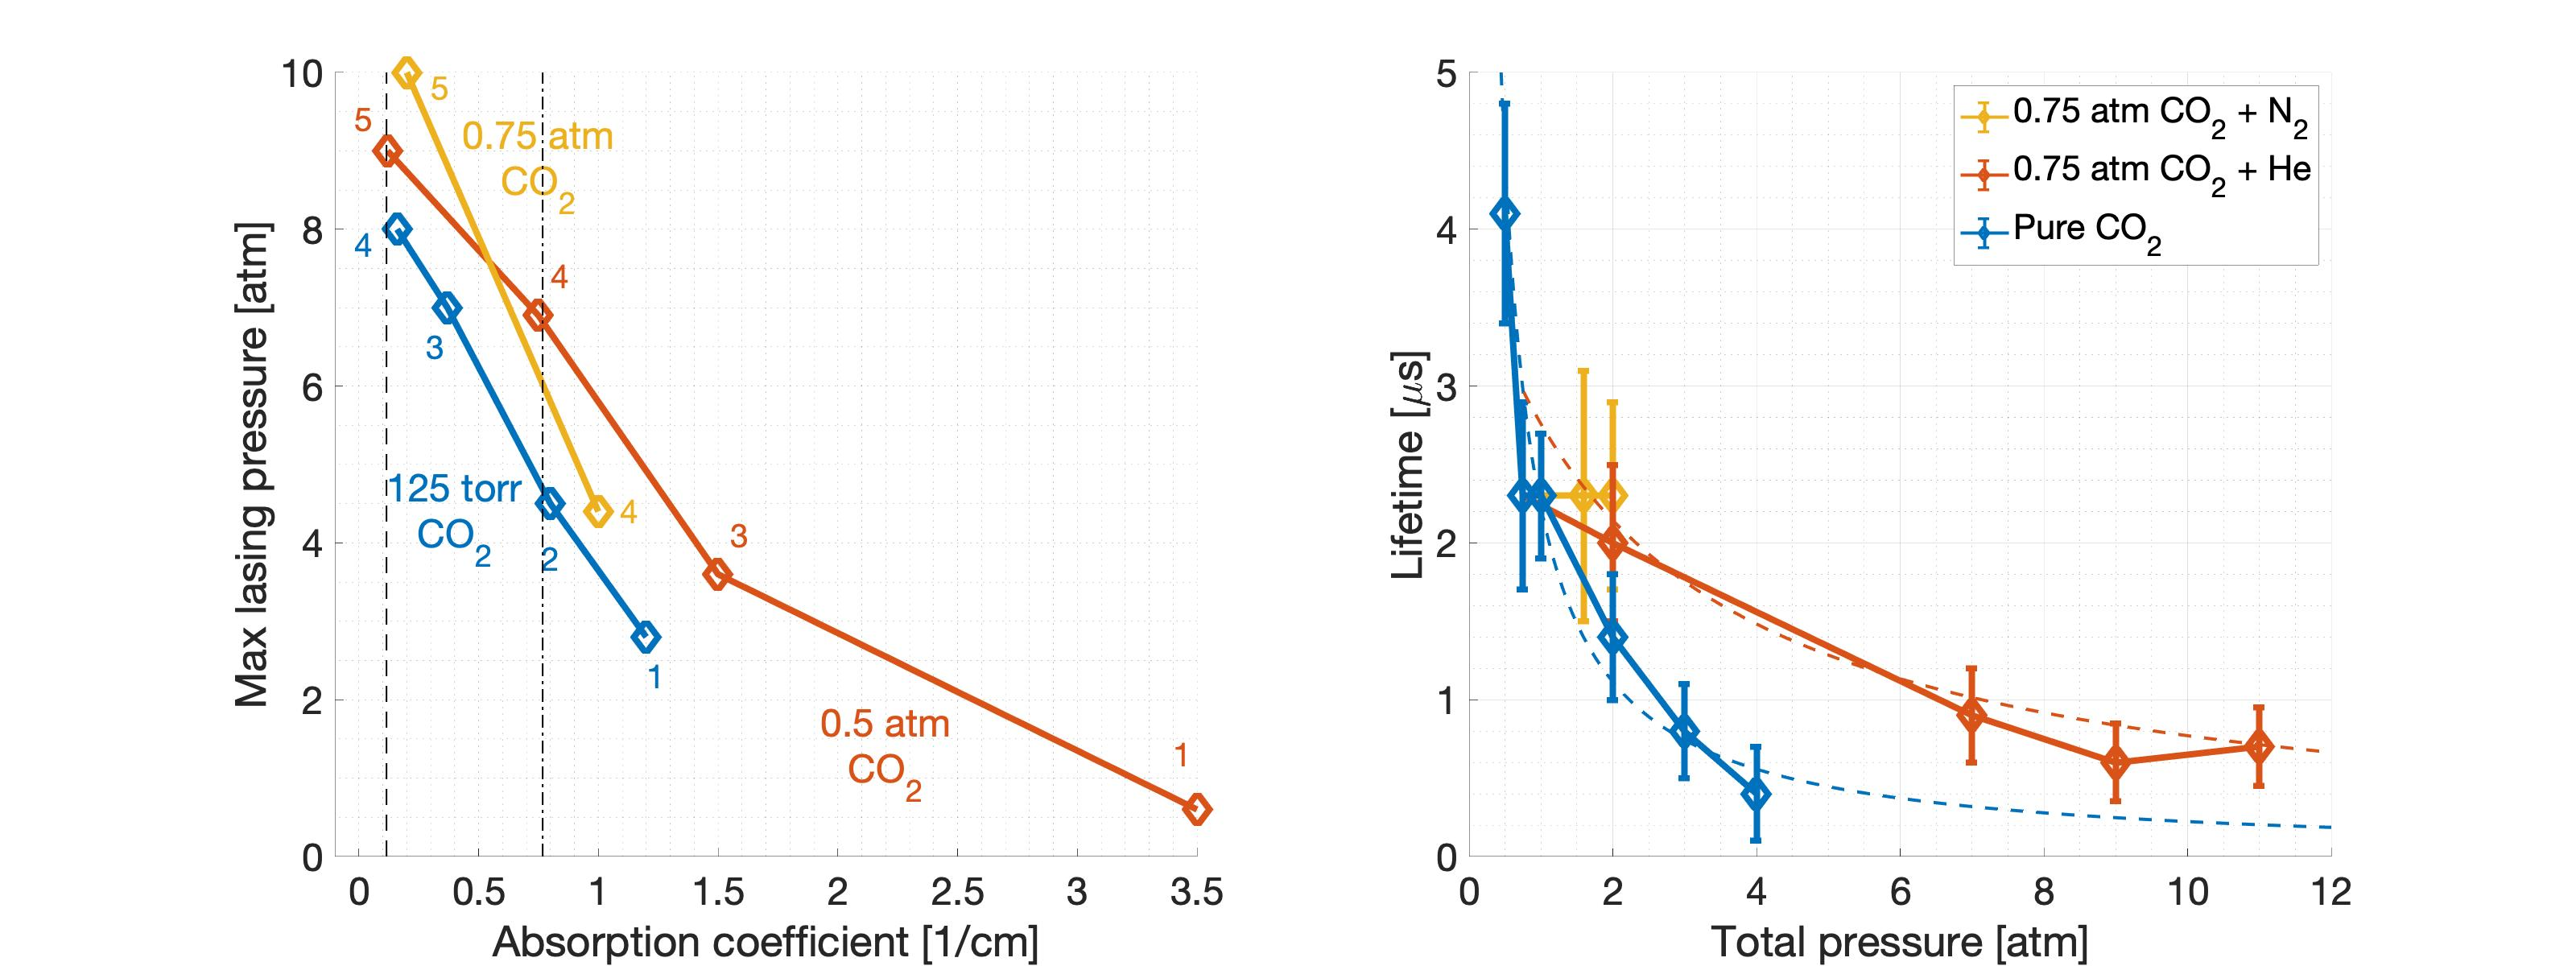 10
8
6
4
2
0
Max lasing pressure [atm]
5
5
0.75 atm
CO2
4
4
3
125 torr
CO2
4
2
3
1
0.5 atm
CO2
1
0 0.5 1 1.5 2 2.5 3 3.5
Absorption coefficient [1/cm]
5
4
3
2
1
0
Lifetime [μs]
0.75 atm CO2 + N2
0.75 atm CO2 + He
Pure CO2
0 2 4 6 8 10 12
Total pressure [atm]